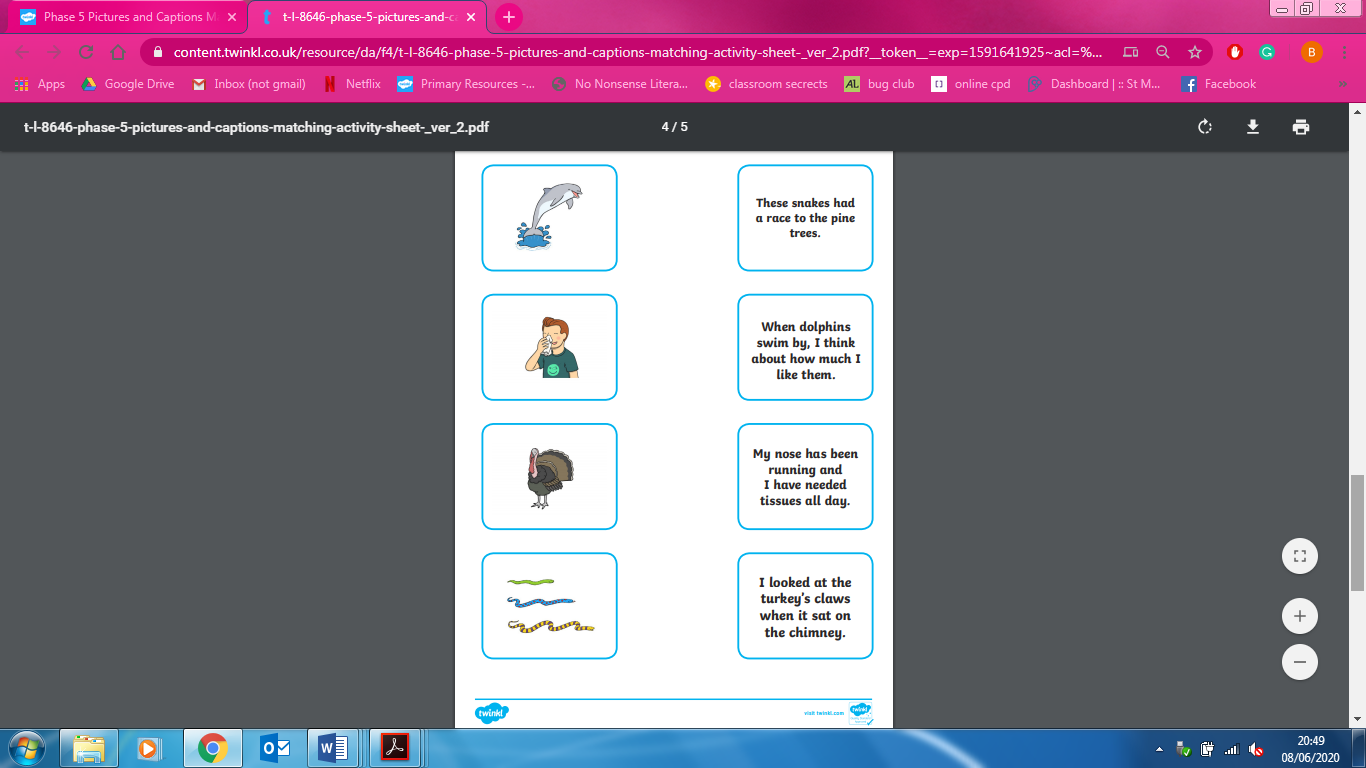 Phase 5 Pictures and Captions M
t-l-8646-phase-5-pictures-and-ca
content.twinkl.co.uk/resource/da/f4/t-l-8646-phase-5-pictures-and-captions-matching-activity-sheet-_ver_2.pdf?__token__=exp=1591641925~acl=%...
B
Apps Google Drive Inbox (not gmail) Netflix Primary Resources -... No Nonsense Litera... classroom secrects AL bug club online cpd Dashboard | :: St M... Facebook »
t-l-8646-phase-5-pictures-and-captions-matching-activity-sheet-_ver_2.pdf 4 / 5
These snakes had
a race to the pine
trees.
When dolphins
swim by, I think
about how much I
like them.
My nose has been
running and
I have needed
tissues all day.
I looked at the
turkey's claws
when it sat on
the chimney.
twinkl visit twinkl.com twinkl
20:49
08/06/2020